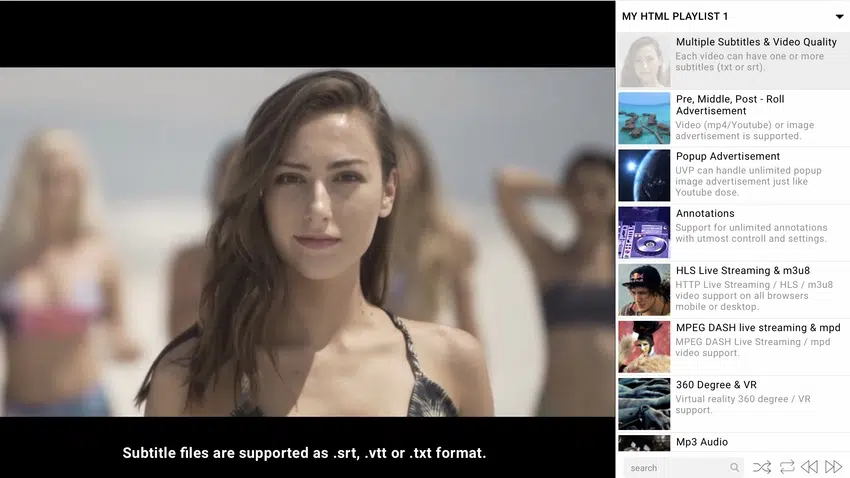 MY HTML PLAYLIST 1
Multiple Subtitles & Video Quality
Each video can have one or more
subtitles (txt or srt).
Pre, Middle, Post - Roll
Advertisement
Video (mp4/Youtube) or image
advertisement is supported.
Popup Advertisement
UVP can handle unlimited popup
image advertisement just like
Youtube dose.
Annotations
Support for unlimited annotations
with utmost controll and settings.
HLS Live Streaming & m3u8
HTTP Live Streaming / HLS / m3u8
video support on all browsers
mobile or desktop.
MPEG DASH live streaming & mpd
MPEG DASH Live Streaming / mpd
video support.
360 Degree & VR
Virtual reality 360 degree / VR
support.
Mp3 Audio
search
Subtitle files are supported as .srt, .vtt or .txt format.